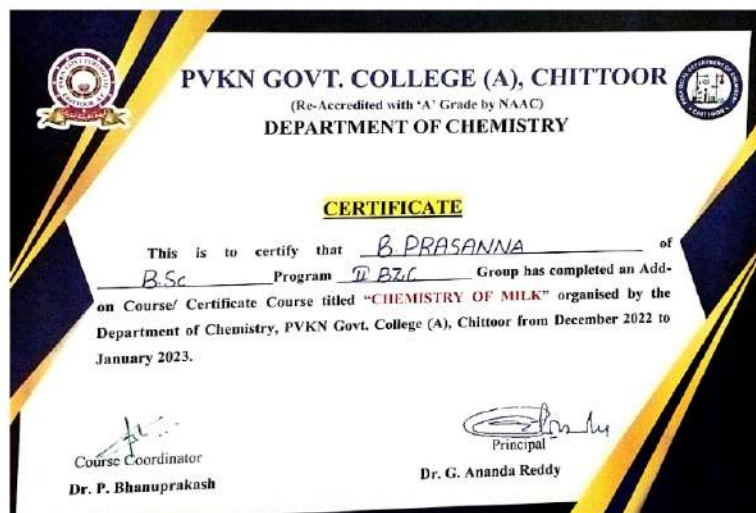 PVKN GOVT. COLLEGE (A), CHITTOOR
(Re-Accredited with 'A' Grade by NAAC)
DEPARTMENT OF CHEMISTRY
CERTIFICATE
This is to certify that B. PRASANNA of
B.Sc Program II BZC Group has completed an Add-
on Course/ Certificate Course titled "CHEMISTRY OF MILK" organised by the
Department of Chemistry, PVKN Govt. College (A), Chittoor from December 2022 to
January 2023.
Course Coordinator
Dr. P. Bhanuprakash
Principal
Dr. G. Ananda Reddy